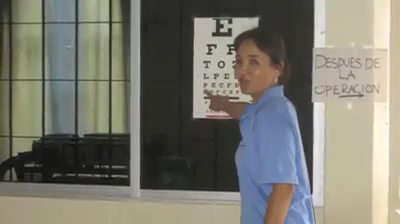 E
F P
T O Z
L P E
P E C F D
DESPUES DE
LA
OPERACION